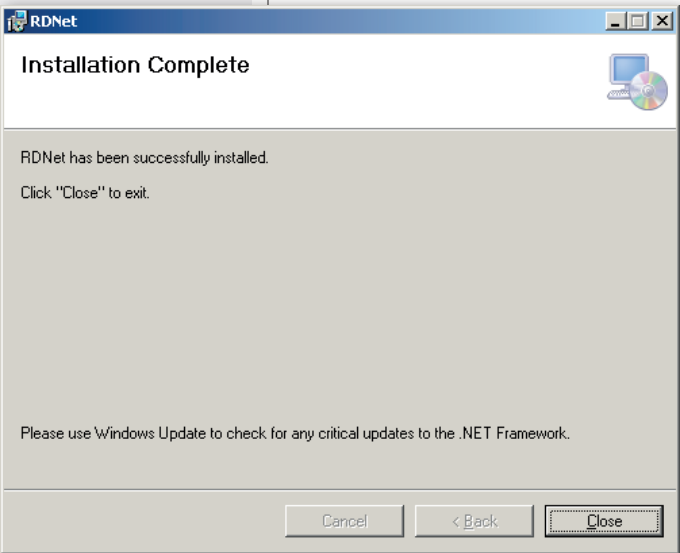 RDNet
Installation Complete
RDNet has been successfully installed.
Click "Close" to exit.
Please use Windows Update to check for any critical updates to the .NET Framework.
Cancel
< Back
Close